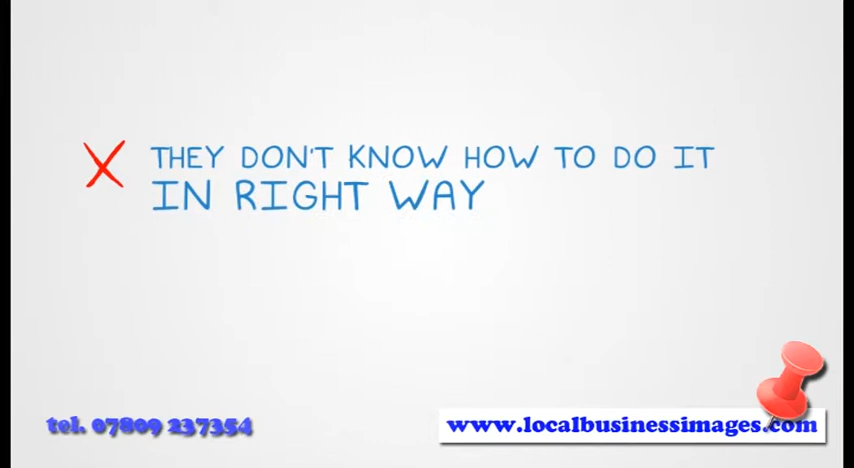 THEY DON'T KNOW HOW TO DO IT
IN RIGHT WAY
tel. 07809 237354
www.localbusinessimages.com